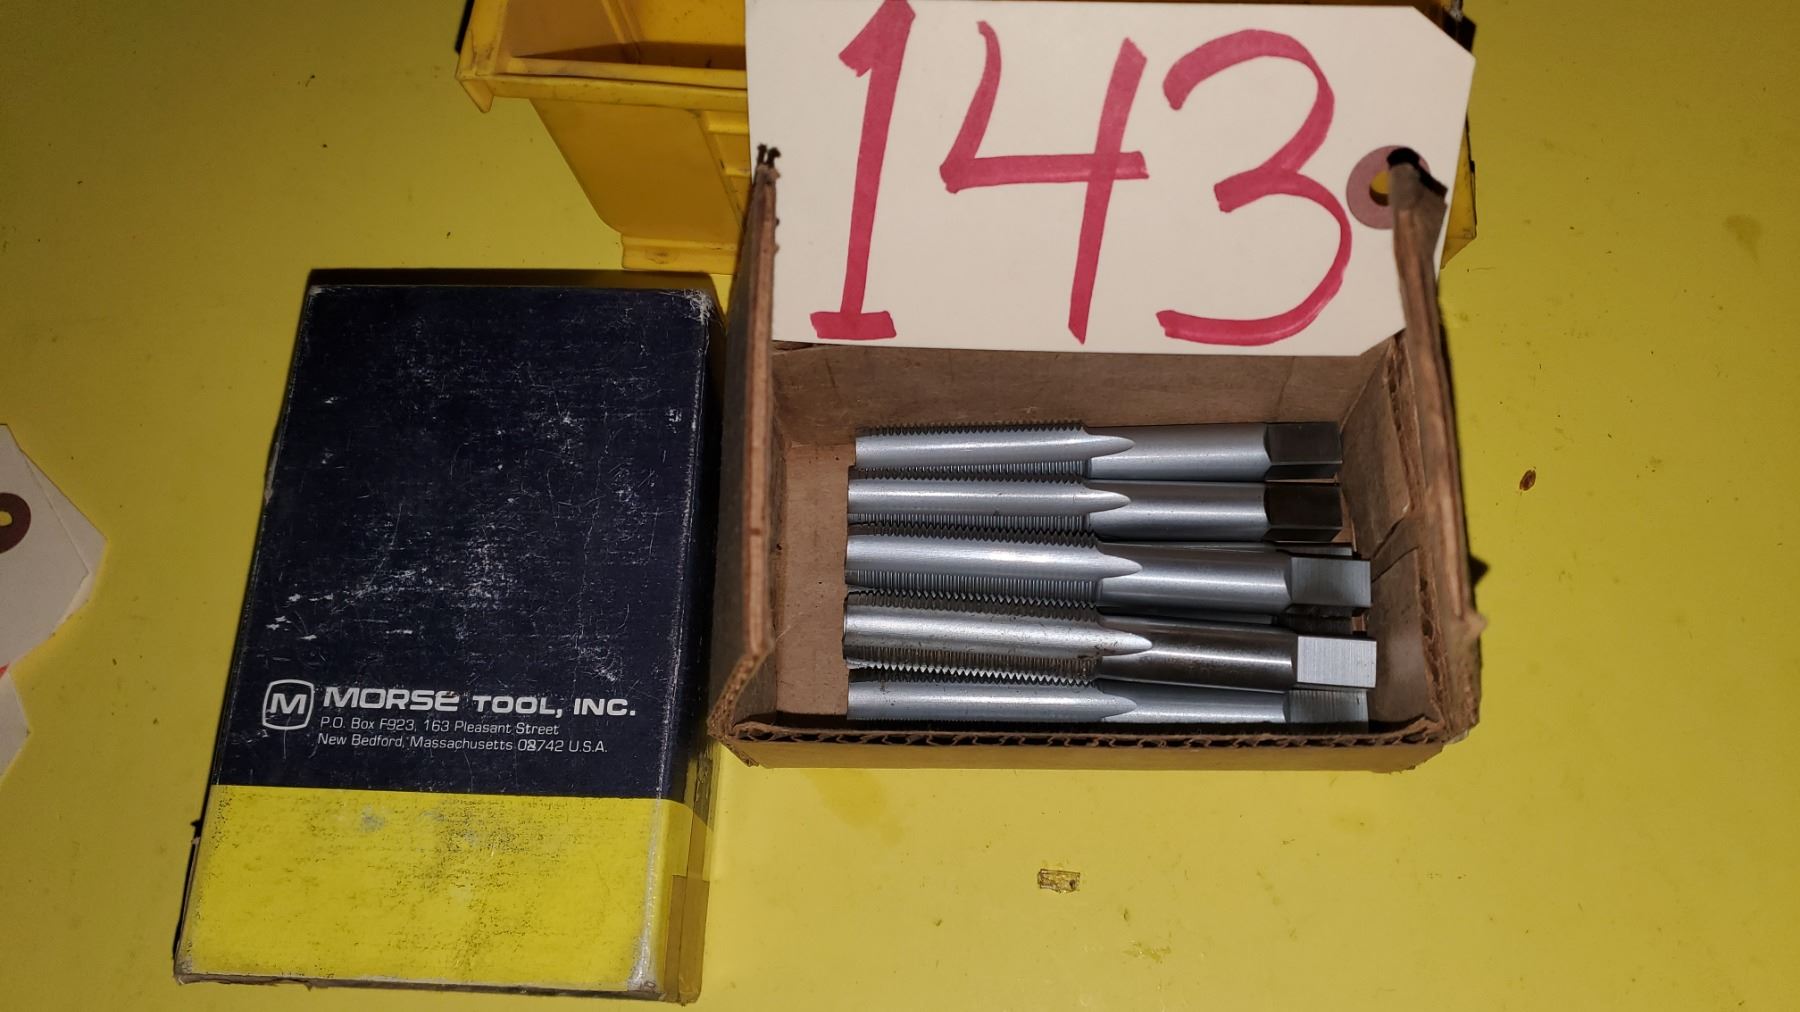 143
M MORSE TOOL, INC.
P.O. Box F923, 163 Pleasant Street
New Bedford, Massachusetts 02742 U.S.A.